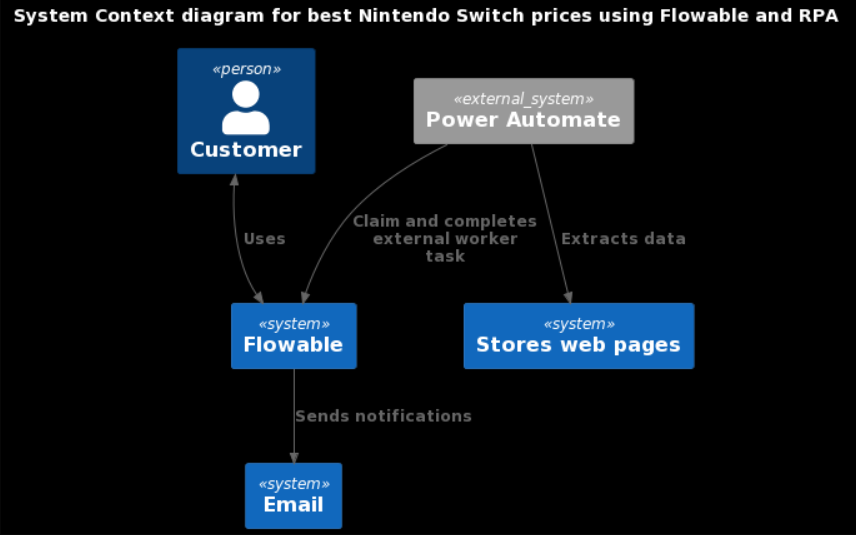 System Context diagram for best Nintendo Switch prices using Flowable and RPA
«person»
Customer
«external_system»
Power Automate
Uses
Claim and completes
external worker
task
Extracts data
«system»
Flowable
«system»
Stores web pages
Sends notifications
«system»
Email